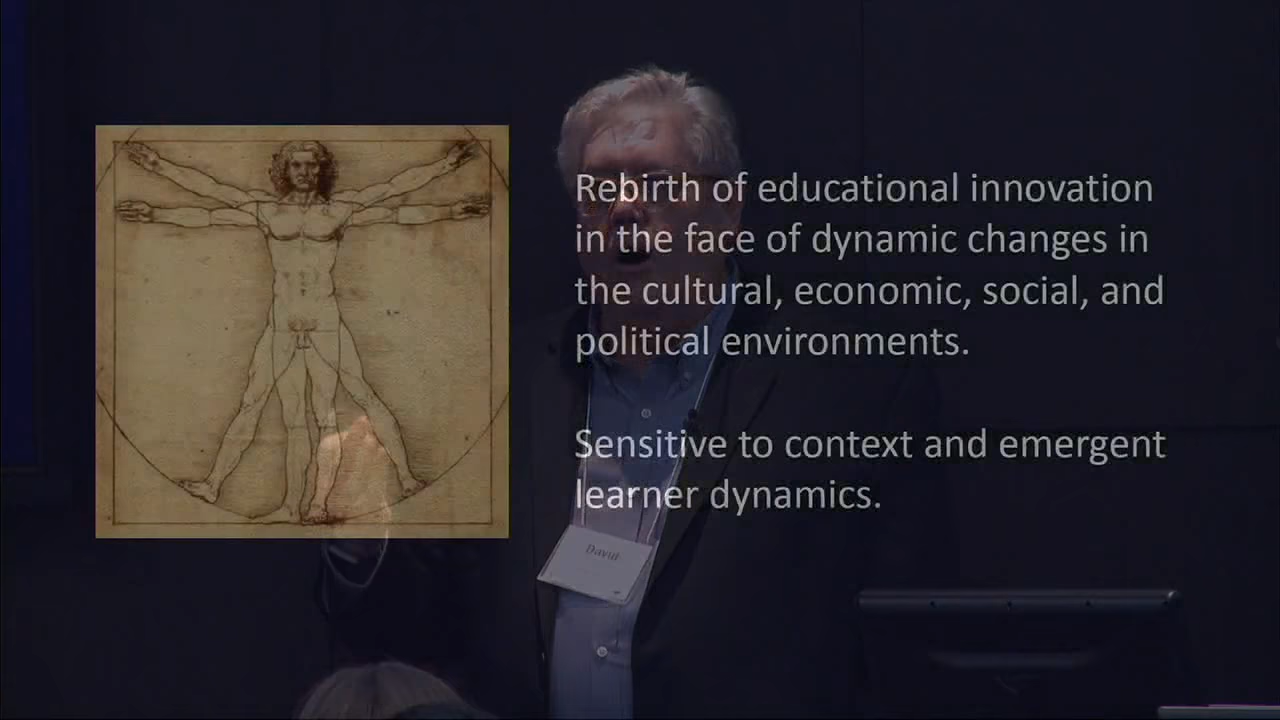 Rebirth of educational innovation
in the face of dynamic changes in
the cultural, economic, social, and
political environments.
Sensitive to context and emergent
learner dynamics.
David